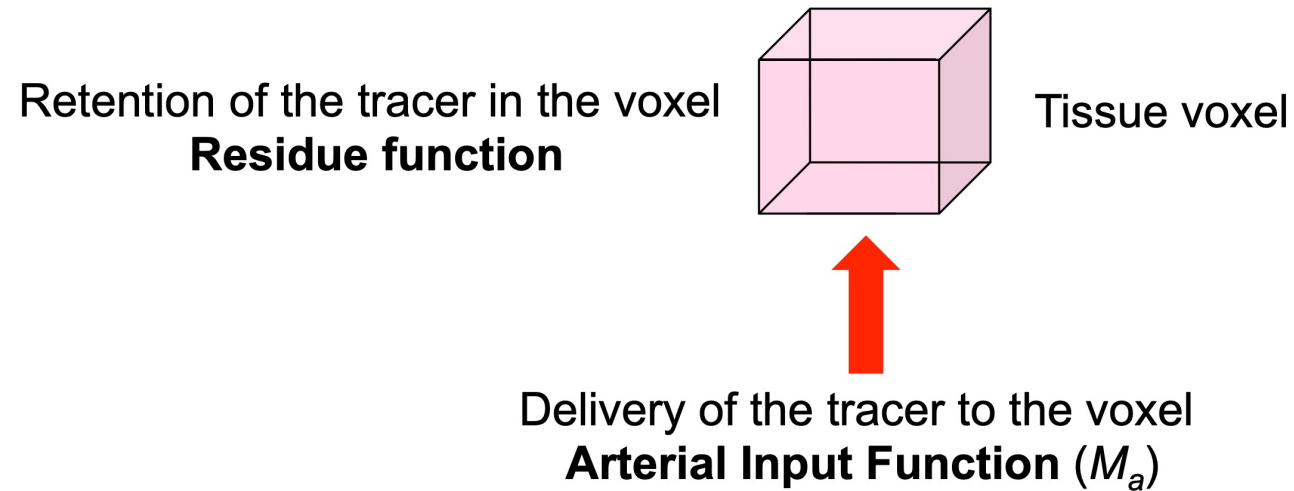 Retention of the tracer in the voxel
Residue function
Tissue voxel
Delivery of the tracer to the voxel
Arterial Input Function (Ma)